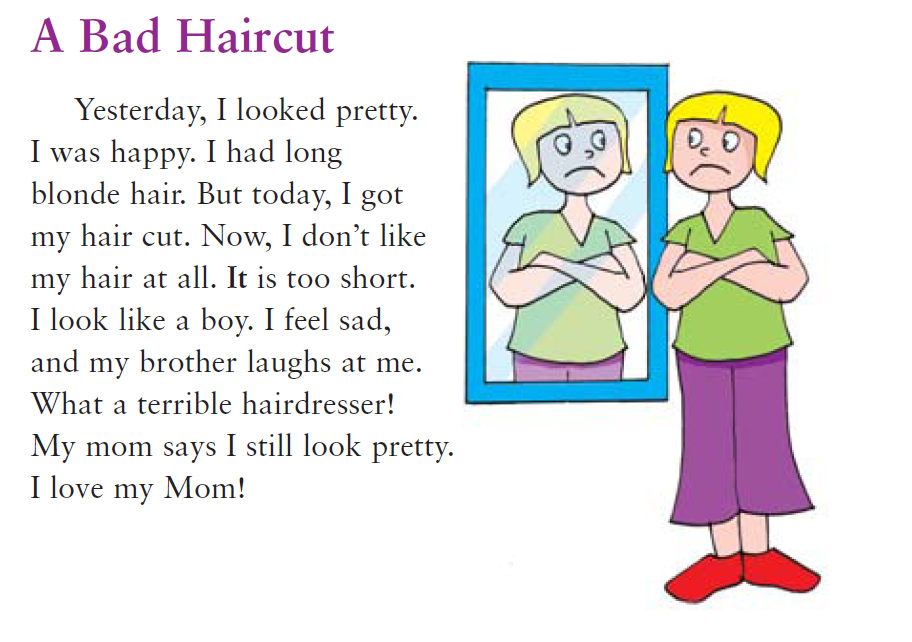 A Bad Haircut
Yesterday, I looked pretty.
I was happy. I had long
blonde hair. But today, I got
my hair cut. Now, I don’t like
my hair at all. It is too short.
I look like a boy. I feel sad,
and my brother laughs at me.
What a terrible hairdresser!
My mom says I still look pretty.
I love my Mom!